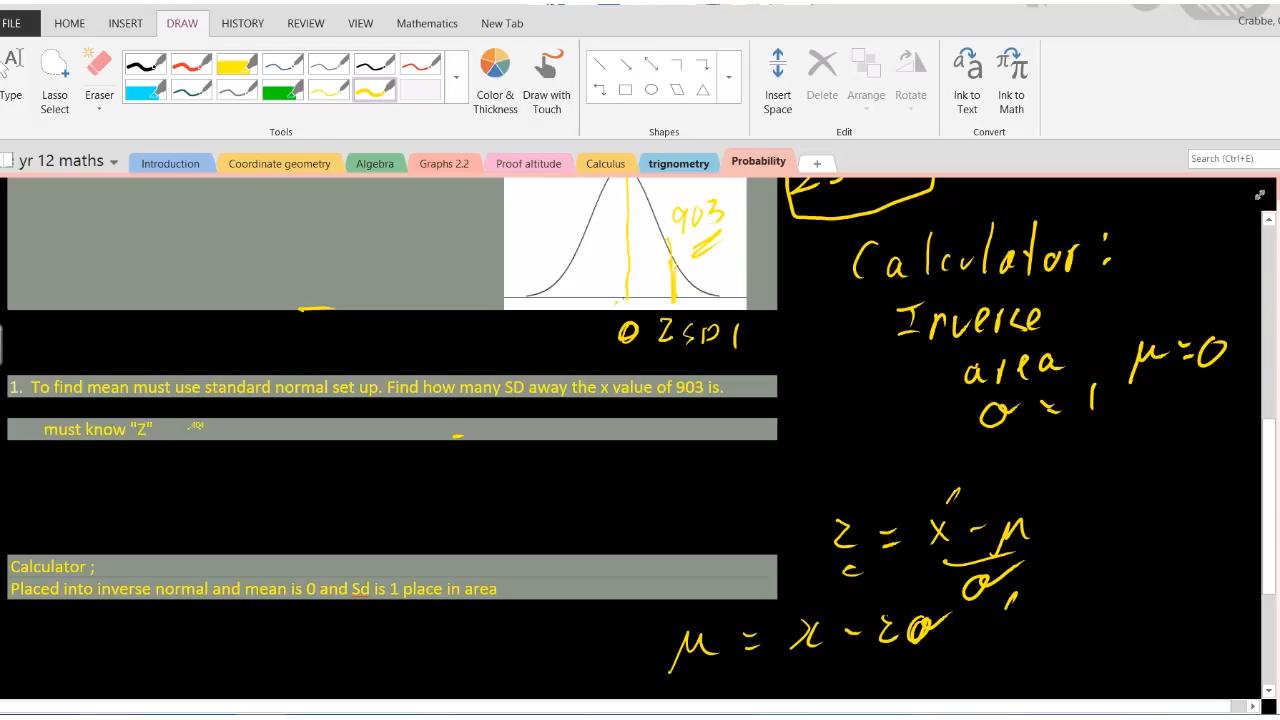 FILE HOME INSERT DRAW HISTORY REVIEW VIEW Mathematics New Tab
Crabbe,
Type
Lasso Select
Eraser
Color & Thickness
Draw with Touch
Insert Space
Delete
Arrange
Rotate
Ink to Text
Ink to Math
Tools
Shapes
Edit
Convert
yr 12 maths
Introduction Coordinate geometry Algebra Graphs 2.2 Proof altitude Calculus trignometry Probability +
Search (Ctrl+E)
903
0 Z SD 1
Calculator:
Inverse
area μ = 0
σ = 1
1. To find mean must use standard normal set up. Find how many SD away the x value of 903 is.
must know "Z"
z = x - μ
σ
Calculator ;
Placed into inverse normal and mean is 0 and Sd is 1 place in area
μ = x - zσ